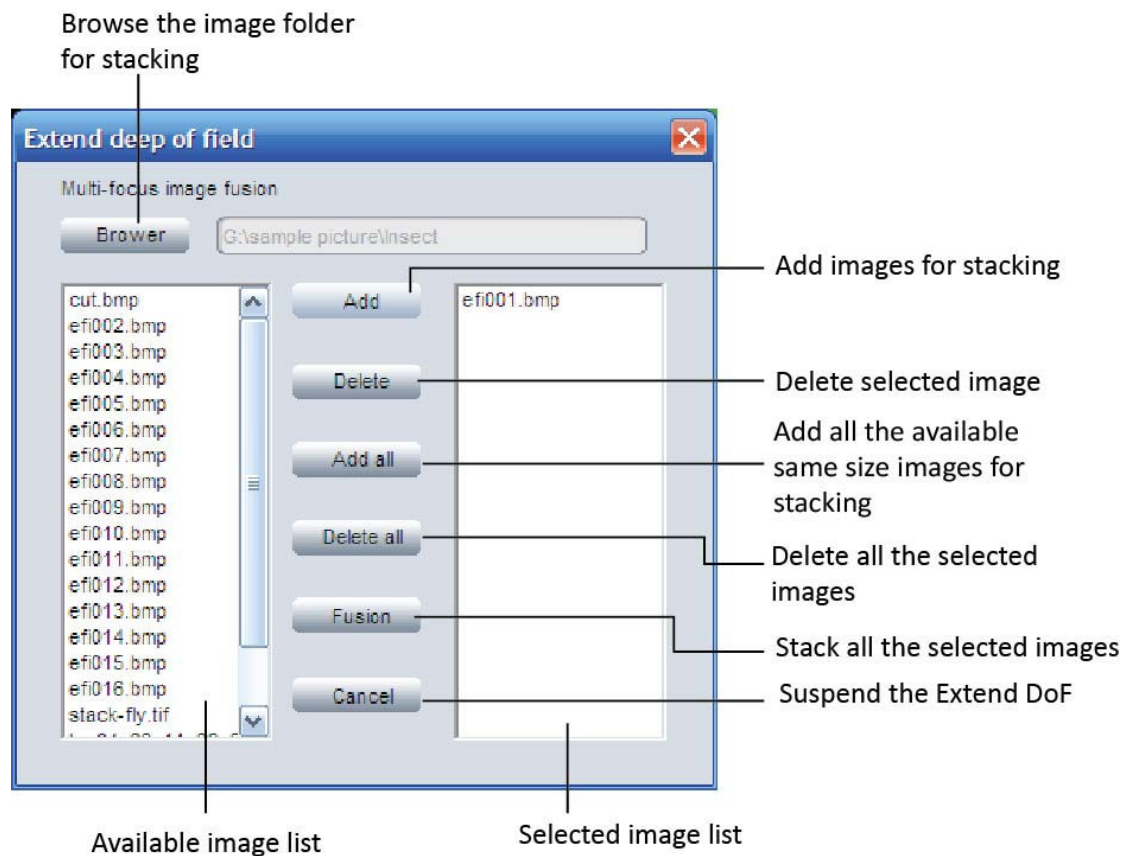 Browse the image folder
for stacking
Extend deep of field
Multi-focus image fusion
Brower
G:\sample picture\Insect
cut.bmp
efi002.bmp
efi003.bmp
efi004.bmp
efi005.bmp
efi006.bmp
efi007.bmp
efi008.bmp
efi009.bmp
efi010.bmp
efi011.bmp
efi012.bmp
efi013.bmp
efi014.bmp
efi015.bmp
efi016.bmp
stack-fly.tif
Add
Delete
Add all
Delete all
Fusion
Cancel
efi001.bmp
Add images for stacking
Delete selected image
Add all the available
same size images for
stacking
Delete all the selected
images
Stack all the selected images
Suspend the Extend DoF
Available image list
Selected image list